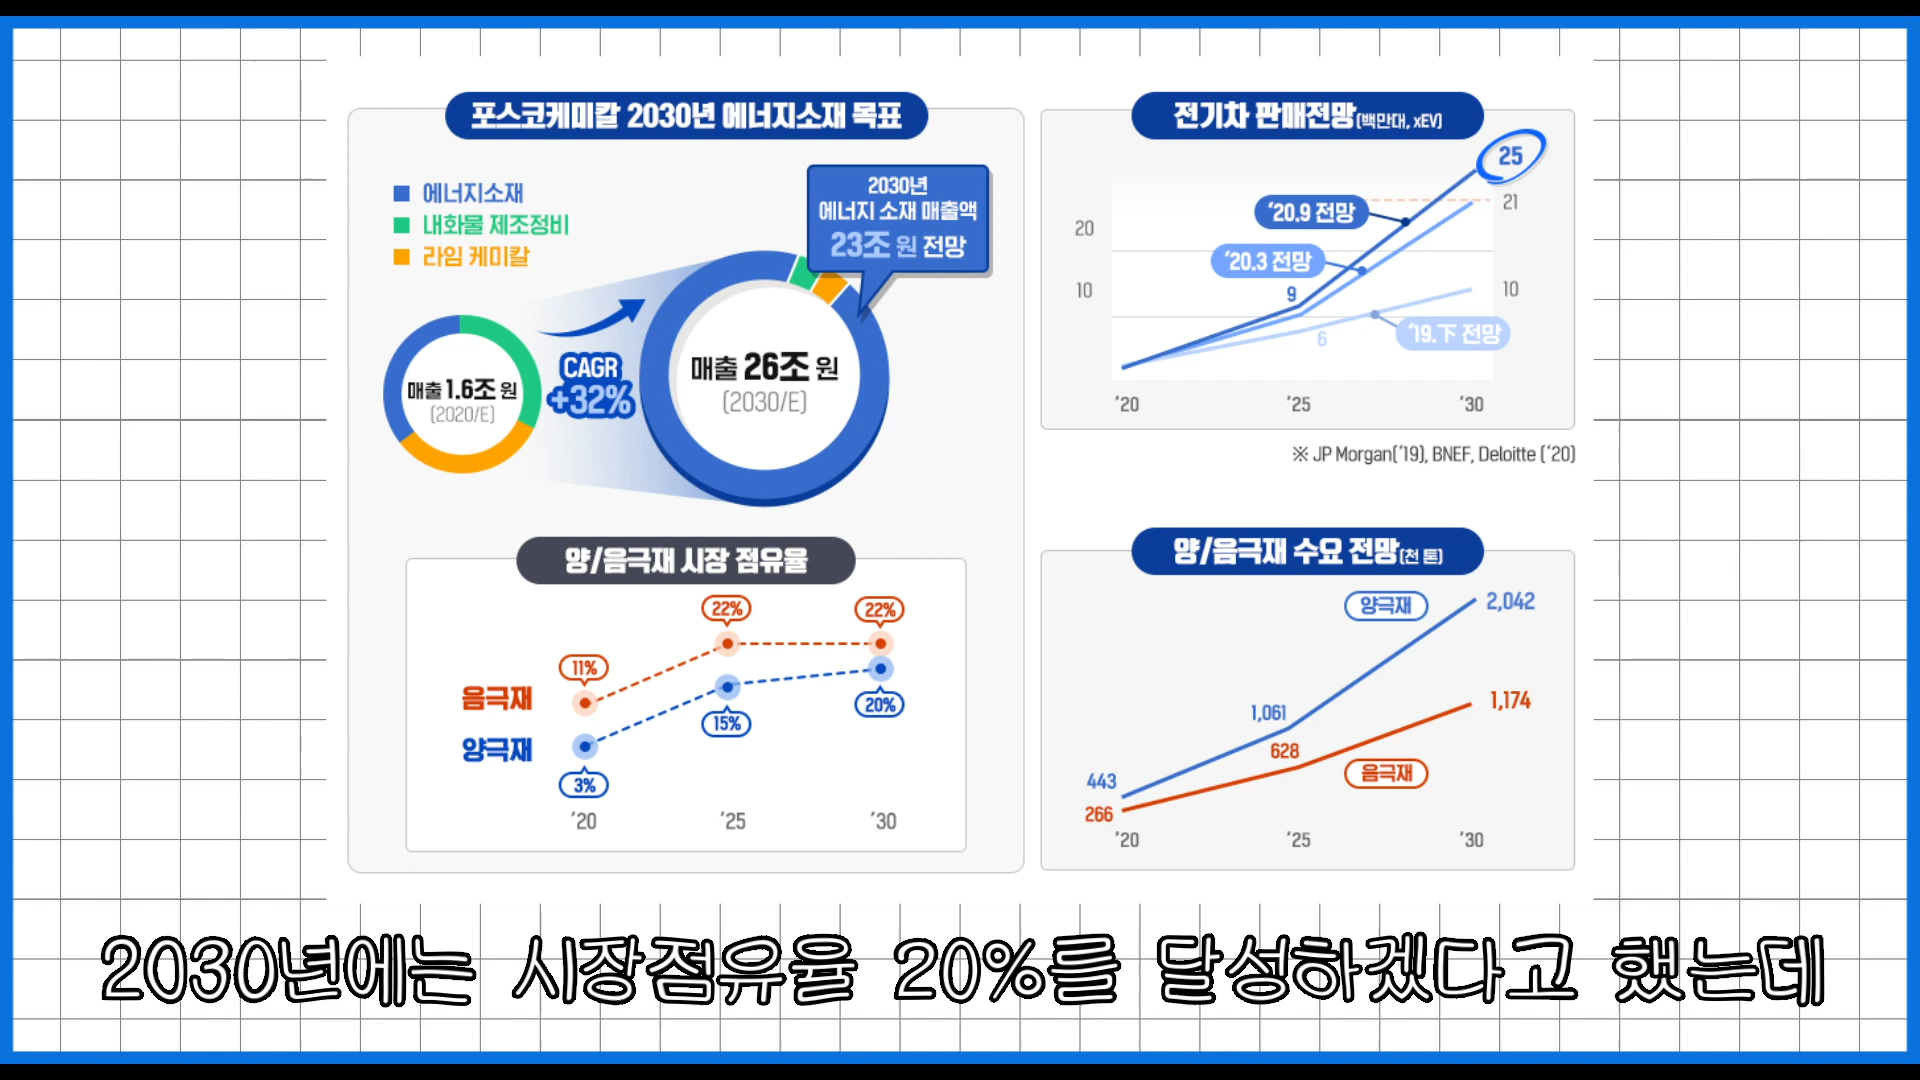 포스코케미칼 2030년 에너지소재 목표
에너지소재
내화물 제조정비
라임 케미칼
2030년
에너지 소재 매출액
23조 원 전망
매출 1.6조 원
(2020/E)
CAGR
+32%
매출 26조 원
(2030/E)
양/음극재 시장 점유율
22%
22%
11%
음극재
양극재
15%
20%
3%
'20
'25
'30
전기차 판매전망(백만대, xEV)
25
21
20
'20.9 전망
'20.3 전망
10
9
10
'19.下 전망
6
'20
'25
'30
※ JP Morgan('19), BNEF, Deloitte ('20)
양/음극재 수요 전망(천 톤)
양극재
2,042
1,061
1,174
628
음극재
443
266
'20
'25
'30
2030년에는 시장점유율 20%를 달성하겠다고 했는데